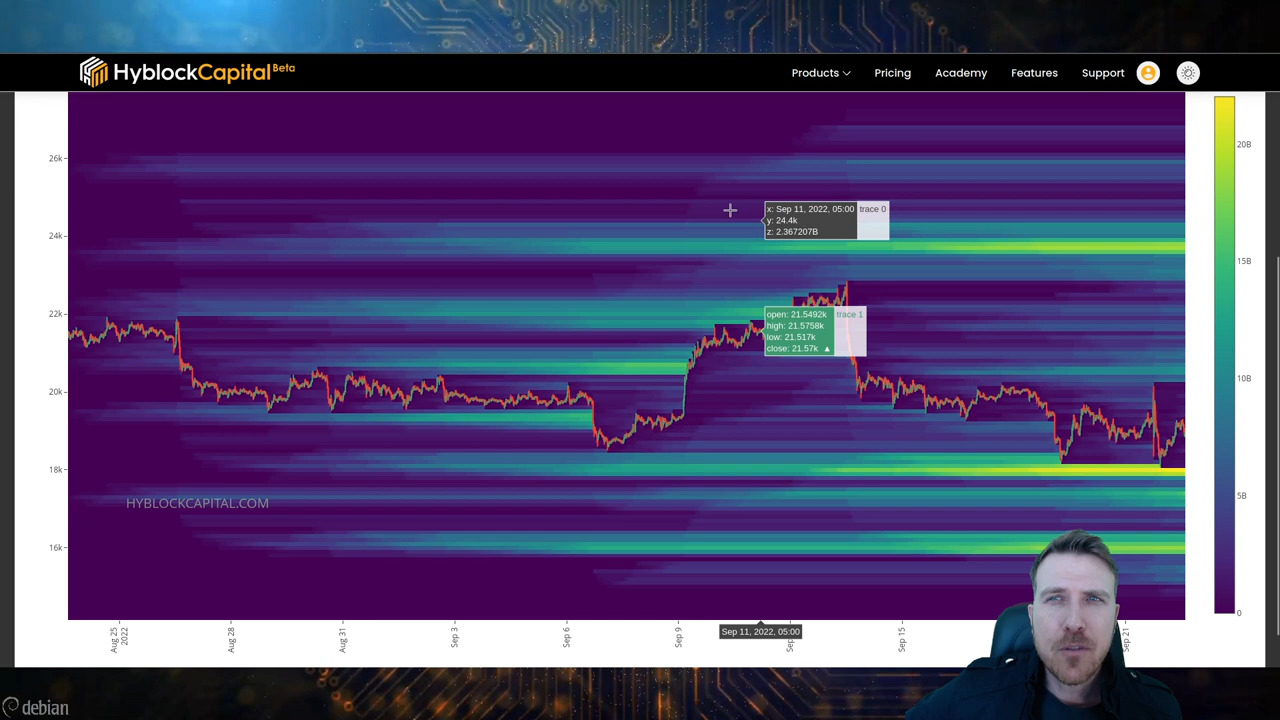 HyblockCapital Beta
Products
Pricing
Academy
Features
Support
26k
24k
22k
20k
18k
16k
x: Sep 11, 2022, 05:00
y: 24.4k
z: 2.367207B
trace 0
open: 21.5492k
high: 21.5758k
low: 21.517k
close: 21.57k ▲
trace 1
HYBLOCKCAPITAL.COM
20B
15B
10B
5B
0
Aug 25
2022
Aug 28
Aug 31
Sep 3
Sep 6
Sep 9
Sep 11, 2022, 05:00
Sep 15
Sep 21
debian